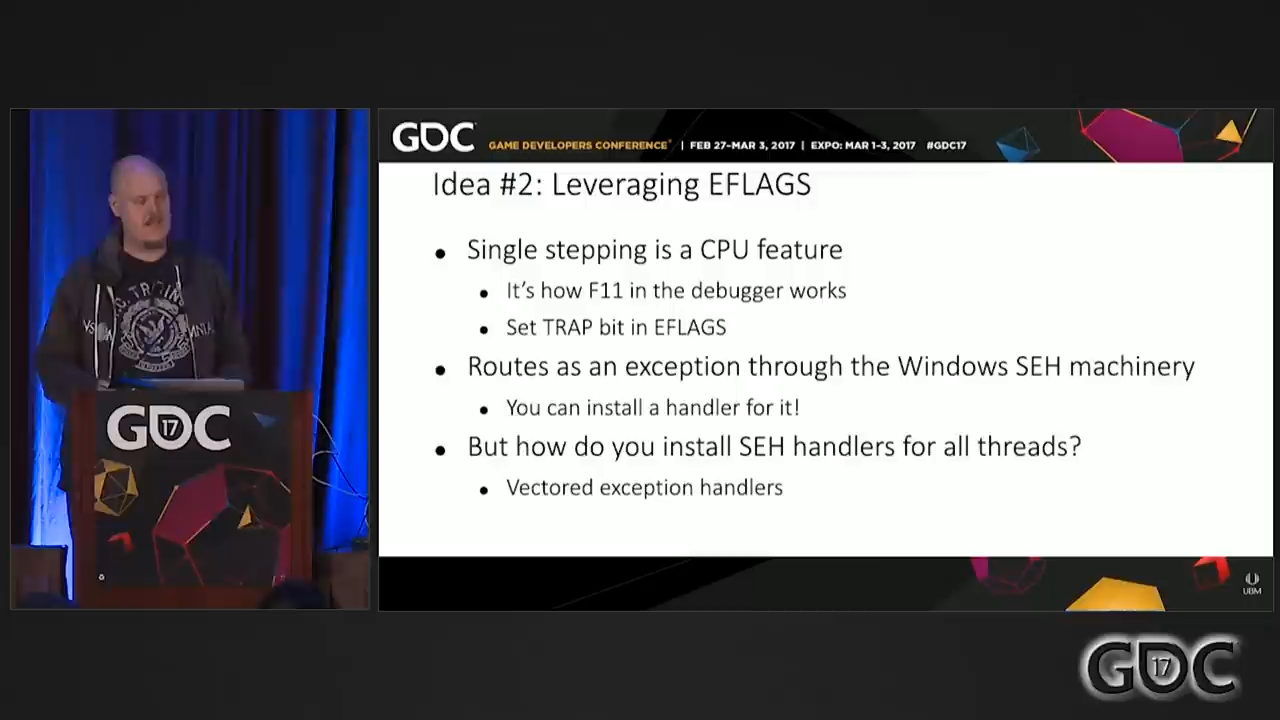 GDC
GAME DEVELOPERS CONFERENCE® | FEB 27–MAR 3, 2017 | EXPO: MAR 1–3, 2017 #GDC17
Idea #2: Leveraging EFLAGS
• Single stepping is a CPU feature
• It's how F11 in the debugger works
• Set TRAP bit in EFLAGS
• Routes as an exception through the Windows SEH machinery
• You can install a handler for it!
• But how do you install SEH handlers for all threads?
• Vectored exception handlers
UBM
GDC
17
GDC
17